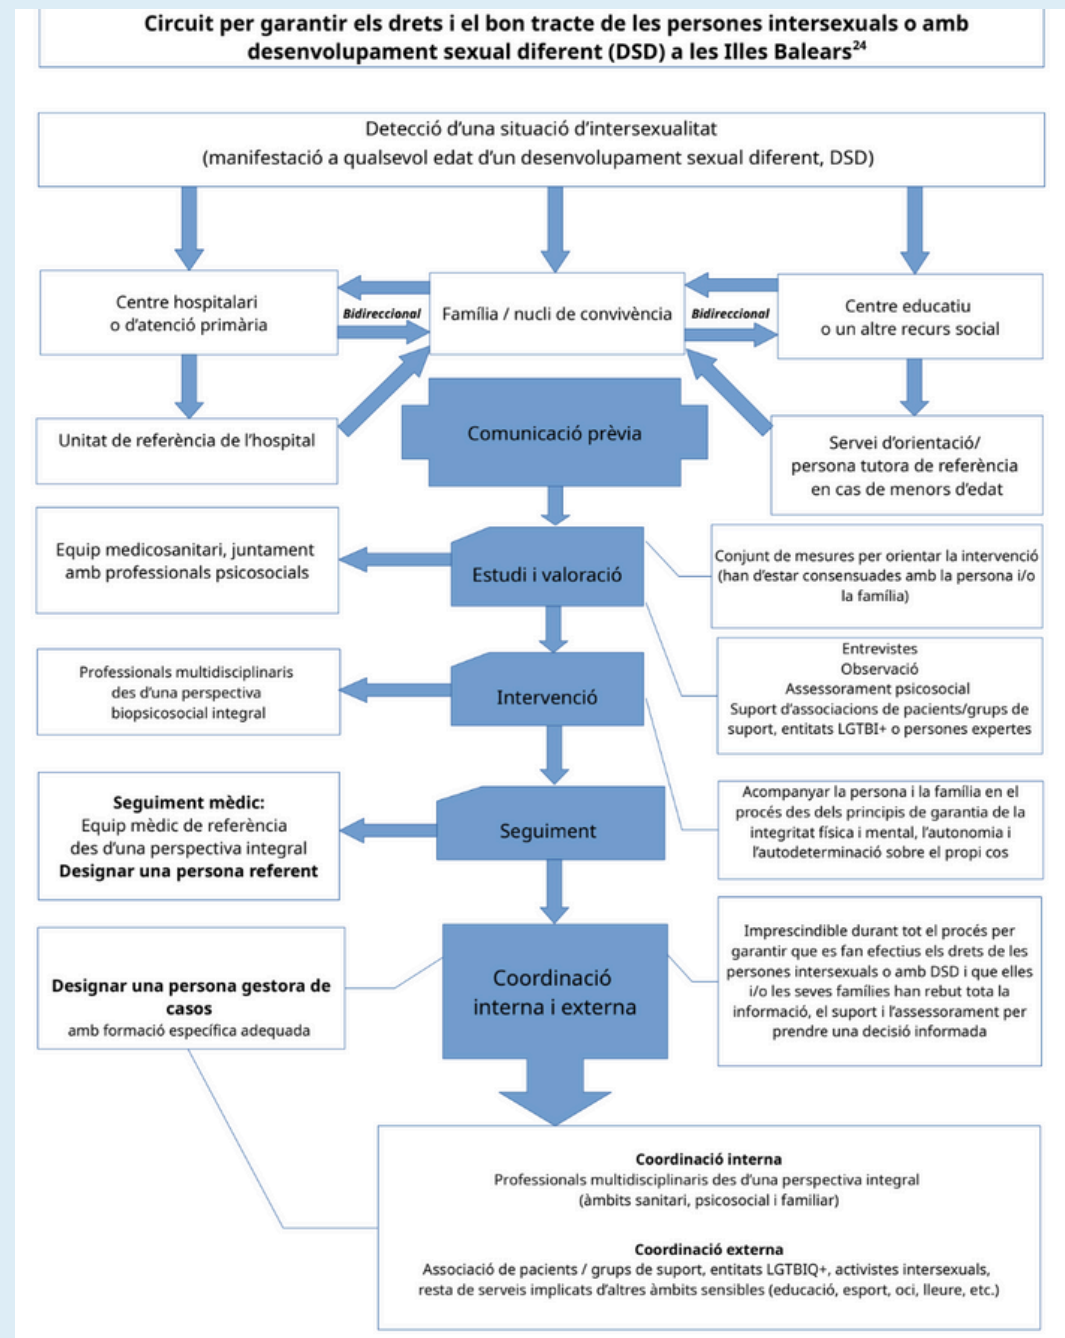 Circuit per garantir els drets i el bon tracte de les persones intersexuals o amb
desenvolupament sexual diferent (DSD) a les Illes Balears24
Detecció d'una situació d'intersexualitat
(manifestació a qualsevol edat d'un desenvolupament sexual diferent, DSD)
Centre hospitalari
o d'atenció primària
Bidireccional
Família / nucli de convivència
Bidireccional
Centre educatiu
o un altre recurs social
Unitat de referència de l'hospital
Comunicació prèvia
Servei d'orientació/
persona tutora de referència
en cas de menors d'edat
Equip medicosanitari, juntament
amb professionals psicosocials
Estudi i valoració
Conjunt de mesures per orientar la intervenció
(han d'estar consensuades amb la persona i/o
la família)
Entrevistes
Observació
Assessorament psicosocial
Suport d'associacions de pacients/grups de
suport, entitats LGTBI+ o persones expertes
Professionals multidisciplinaris
des d'una perspectiva
biopsicosocial integral
Intervenció
Acompanyar la persona i la família en el
procés des dels principis de garantia de la
integritat física i mental, l'autonomia i
l'autodeterminació sobre el propi cos
Seguiment mèdic:
Equip mèdic de referència
des d'una perspectiva integral
Designar una persona referent
Seguiment
Designar una persona gestora de
casos
amb formació específica adequada
Coordinació
interna i externa
Imprescindible durant tot el procés per
garantir que es fan efectius els drets de les
persones intersexuals o amb DSD i que elles
i/o les seves famílies han rebut tota la
informació, el suport i l'assessorament per
prendre una decisió informada
Coordinació interna
Professionals multidisciplinaris des d'una perspectiva integral
(àmbits sanitari, psicosocial i familiar)
Coordinació externa
Associació de pacients / grups de suport, entitats LGTBIQ+, activistes intersexuals,
resta de serveis implicats d'altres àmbits sensibles (educació, esport, oci, lleure, etc.)